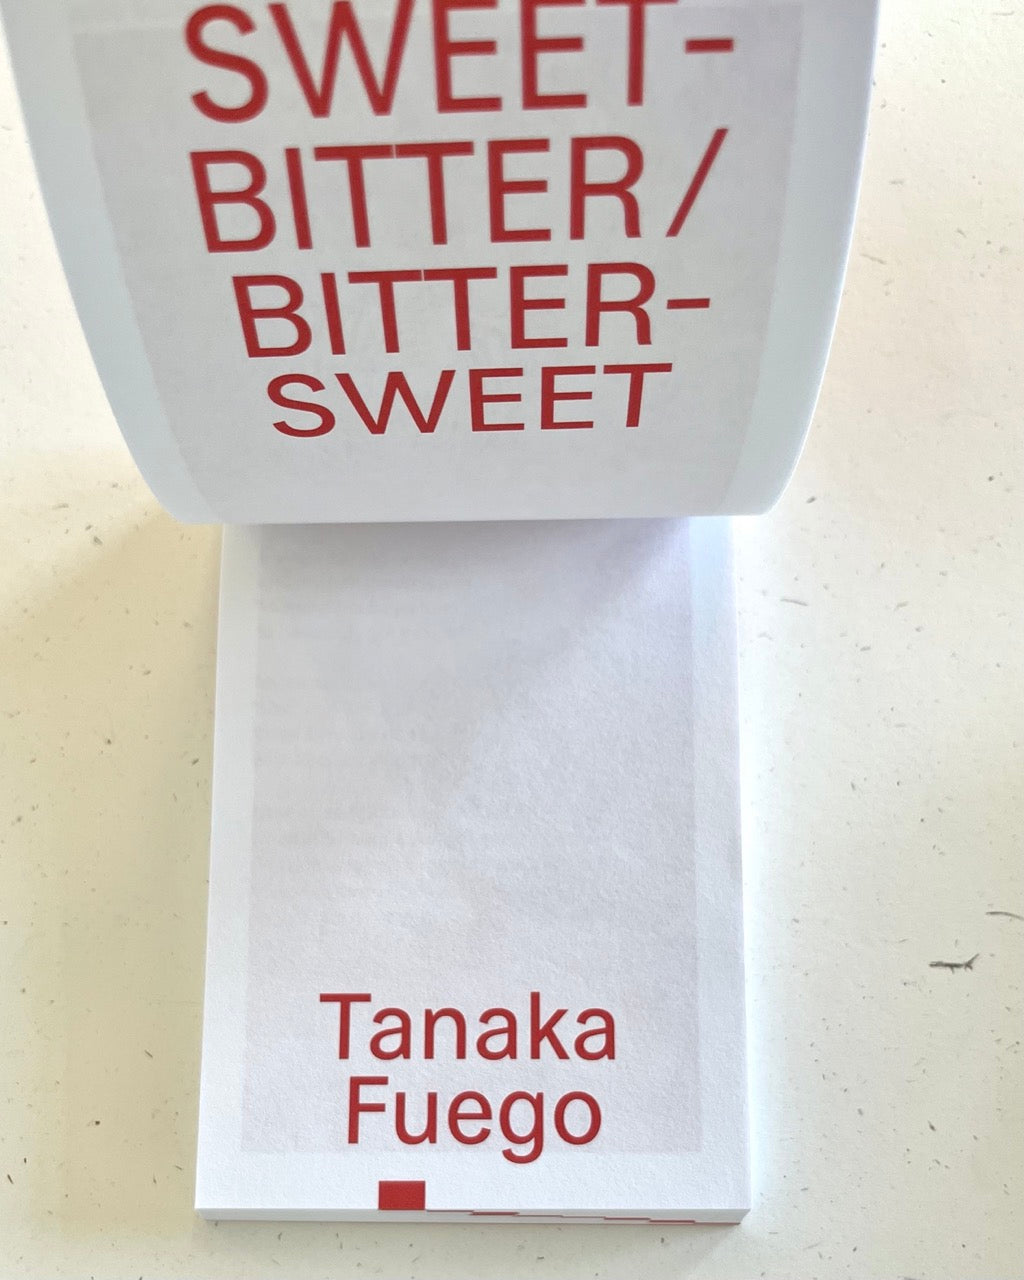 SWEET-
BITTER/
BITTER-
SWEET
Tanaka
Fuego